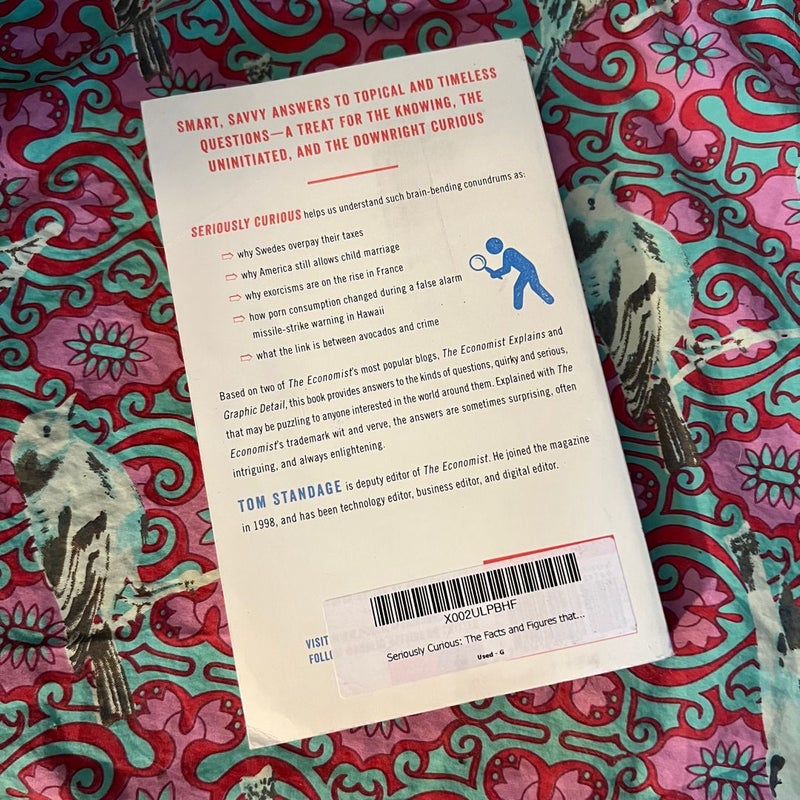 SMART, SAVVY ANSWERS TO TOPICAL AND TIMELESS
QUESTIONS—A TREAT FOR THE KNOWING, THE
UNINITIATED, AND THE DOWNRIGHT CURIOUS
SERIOUSLY CURIOUS helps us understand such brain-bending conundrums as:
why Swedes overpay their taxes
why America still allows child marriage
why exorcisms are on the rise in France
how porn consumption changed during a false alarm
missile-strike warning in Hawaii
what the link is between avocados and crime
Based on two of The Economist's most popular blogs, The Economist Explains and
Graphic Detail, this book provides answers to the kinds of questions, quirky and serious,
that may be puzzling to anyone interested in the world around them. Explained with The
Economist's trademark wit and verve, the answers are sometimes surprising, often
intriguing, and always enlightening.
TOM STANDAGE is deputy editor of The Economist. He joined the magazine
in 1998, and has been technology editor, business editor, and digital editor.
X002ULPBHF
VISIT
Seriously Curious: The Facts and Figures that...
FOLL
Used - G